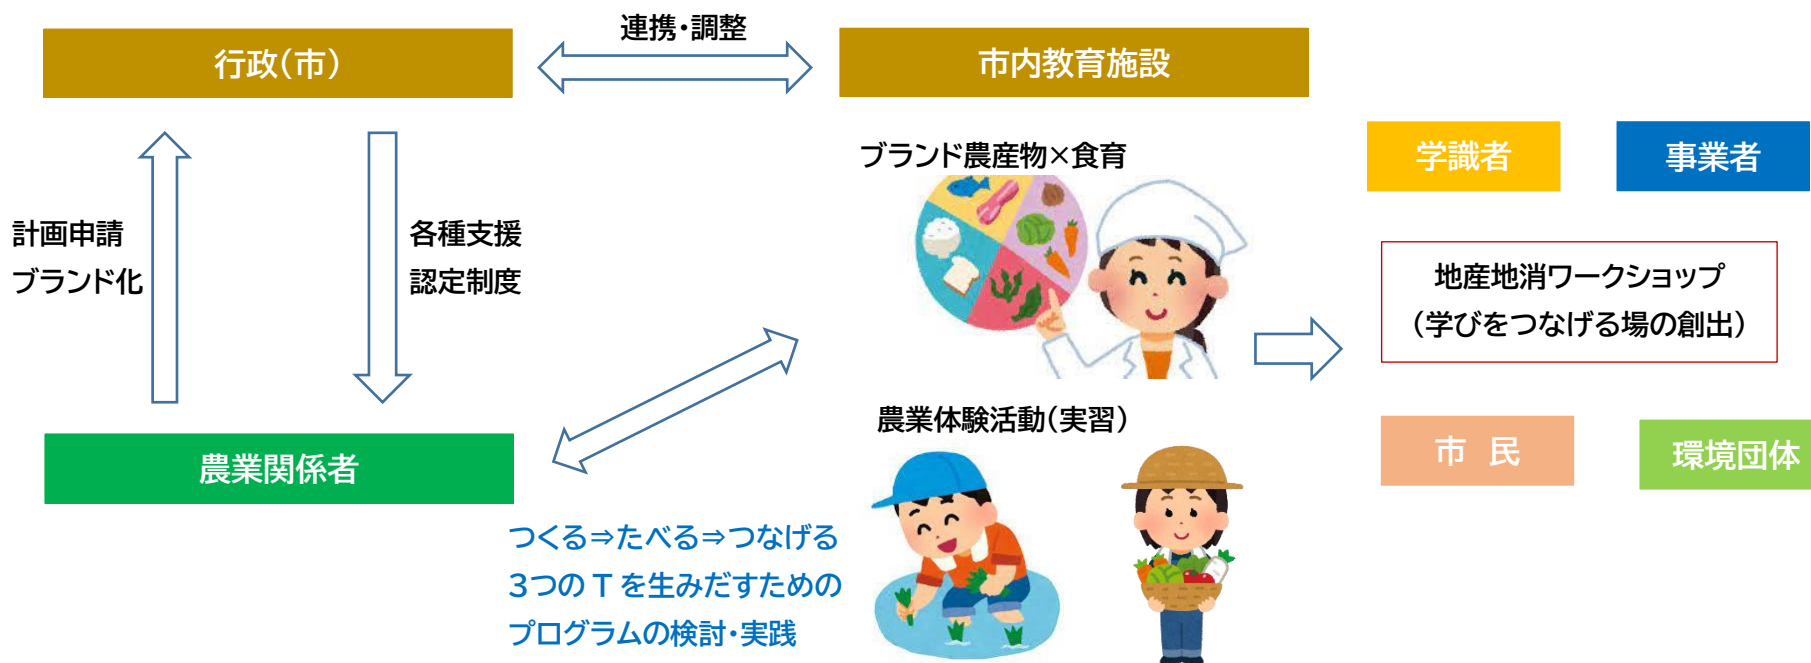 連携・調整
行政（市）
市内教育施設
計画申請
ブランド化
各種支援
認定制度
農業関係者
つくる⇒たべる⇒つなげる
３つのＴを生みだすための
プログラムの検討・実践
ブランド農産物×食育
農業体験活動（実習）
学識者
事業者
地産地消ワークショップ
（学びをつなげる場の創出）
市　民
環境団体